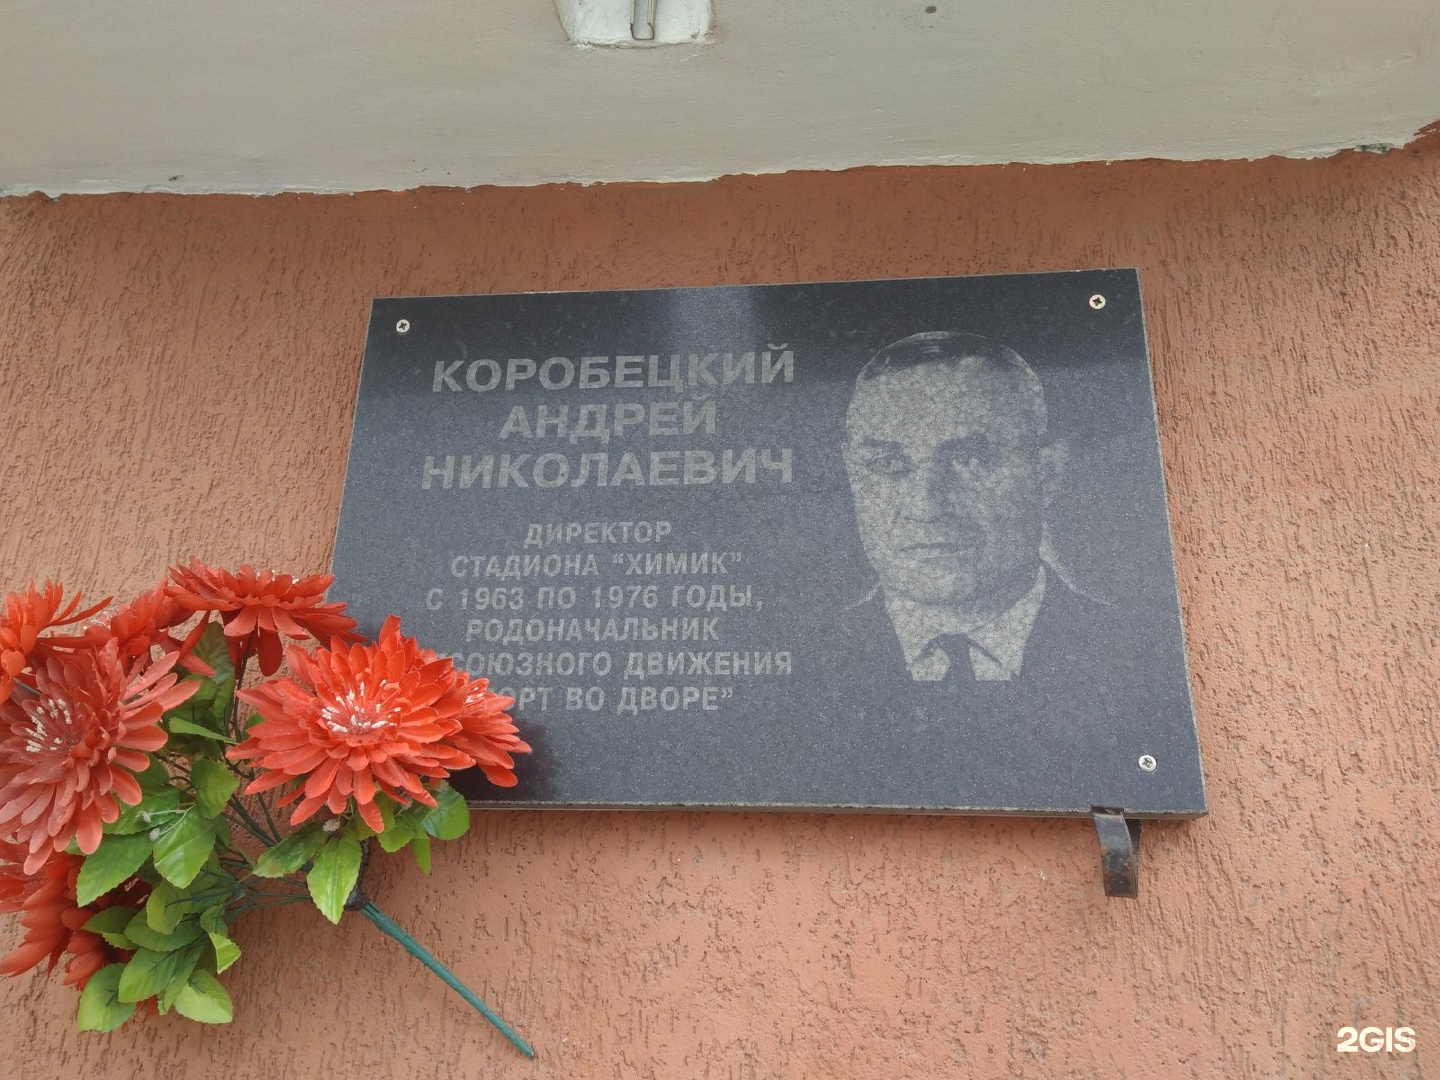 КОРОБЕЦКИЙ
АНДРЕЙ
НИКОЛАЕВИЧ
ДИРЕКТОР
СТАДИОНА "ХИМИК"
С 1963 ПО 1976 ГОДЫ,
РОДОНАЧАЛЬНИК
ДВИЖЕНИЯ
ВО ДВОРЕ"
2GIS